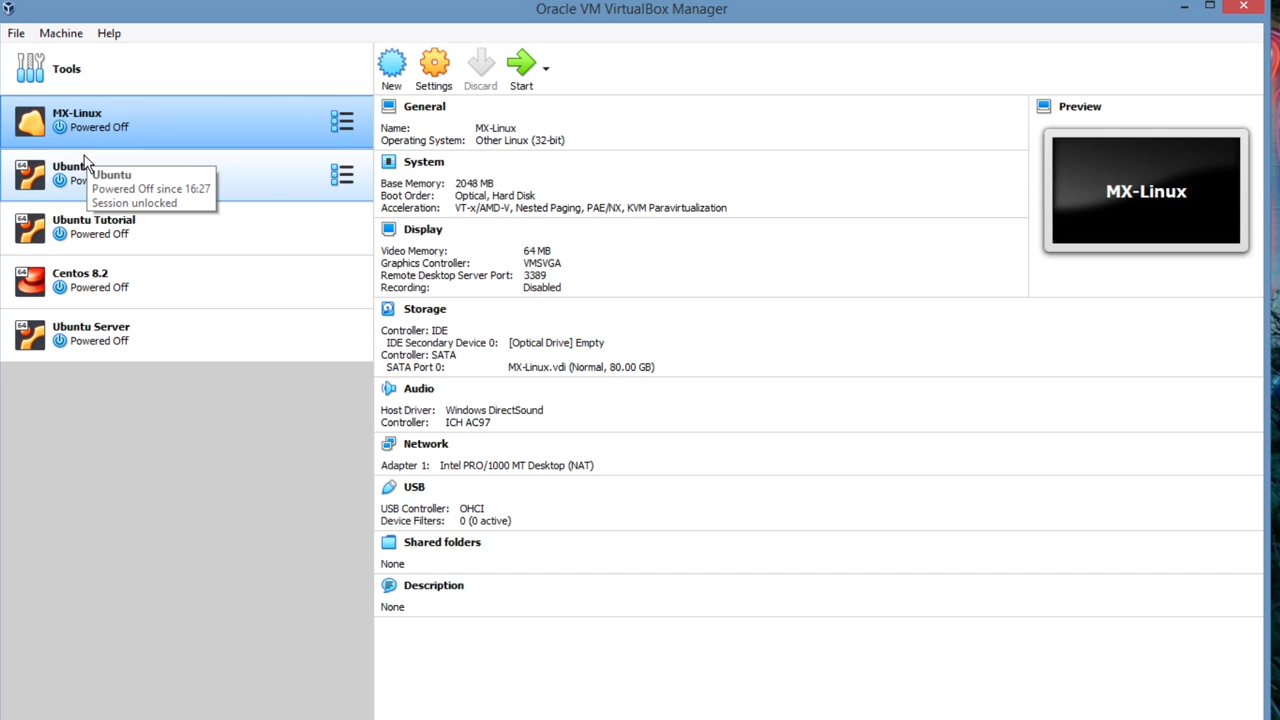 Oracle VM VirtualBox Manager
File Machine Help
Tools
New Settings Discard Start
MX-Linux
Powered Off
64
Ubuntu
Pow
Ubuntu
Powered Off since 16:27
Session unlocked
64
Ubuntu Tutorial
Powered Off
64
Centos 8.2
Powered Off
64
Ubuntu Server
Powered Off
General
Name: MX-Linux
Operating System: Other Linux (32-bit)
System
Base Memory: 2048 MB
Boot Order: Optical, Hard Disk
Acceleration: VT-x/AMD-V, Nested Paging, PAE/NX, KVM Paravirtualization
Display
Video Memory: 64 MB
Graphics Controller: VMSVGA
Remote Desktop Server Port: 3389
Recording: Disabled
Storage
Controller: IDE
IDE Secondary Device 0: [Optical Drive] Empty
Controller: SATA
SATA Port 0: MX-Linux.vdi (Normal, 80.00 GB)
Audio
Host Driver: Windows DirectSound
Controller: ICH AC97
Network
Adapter 1: Intel PRO/1000 MT Desktop (NAT)
USB
USB Controller: OHCI
Device Filters: 0 (0 active)
Shared folders
None
Description
None
Preview
MX-Linux